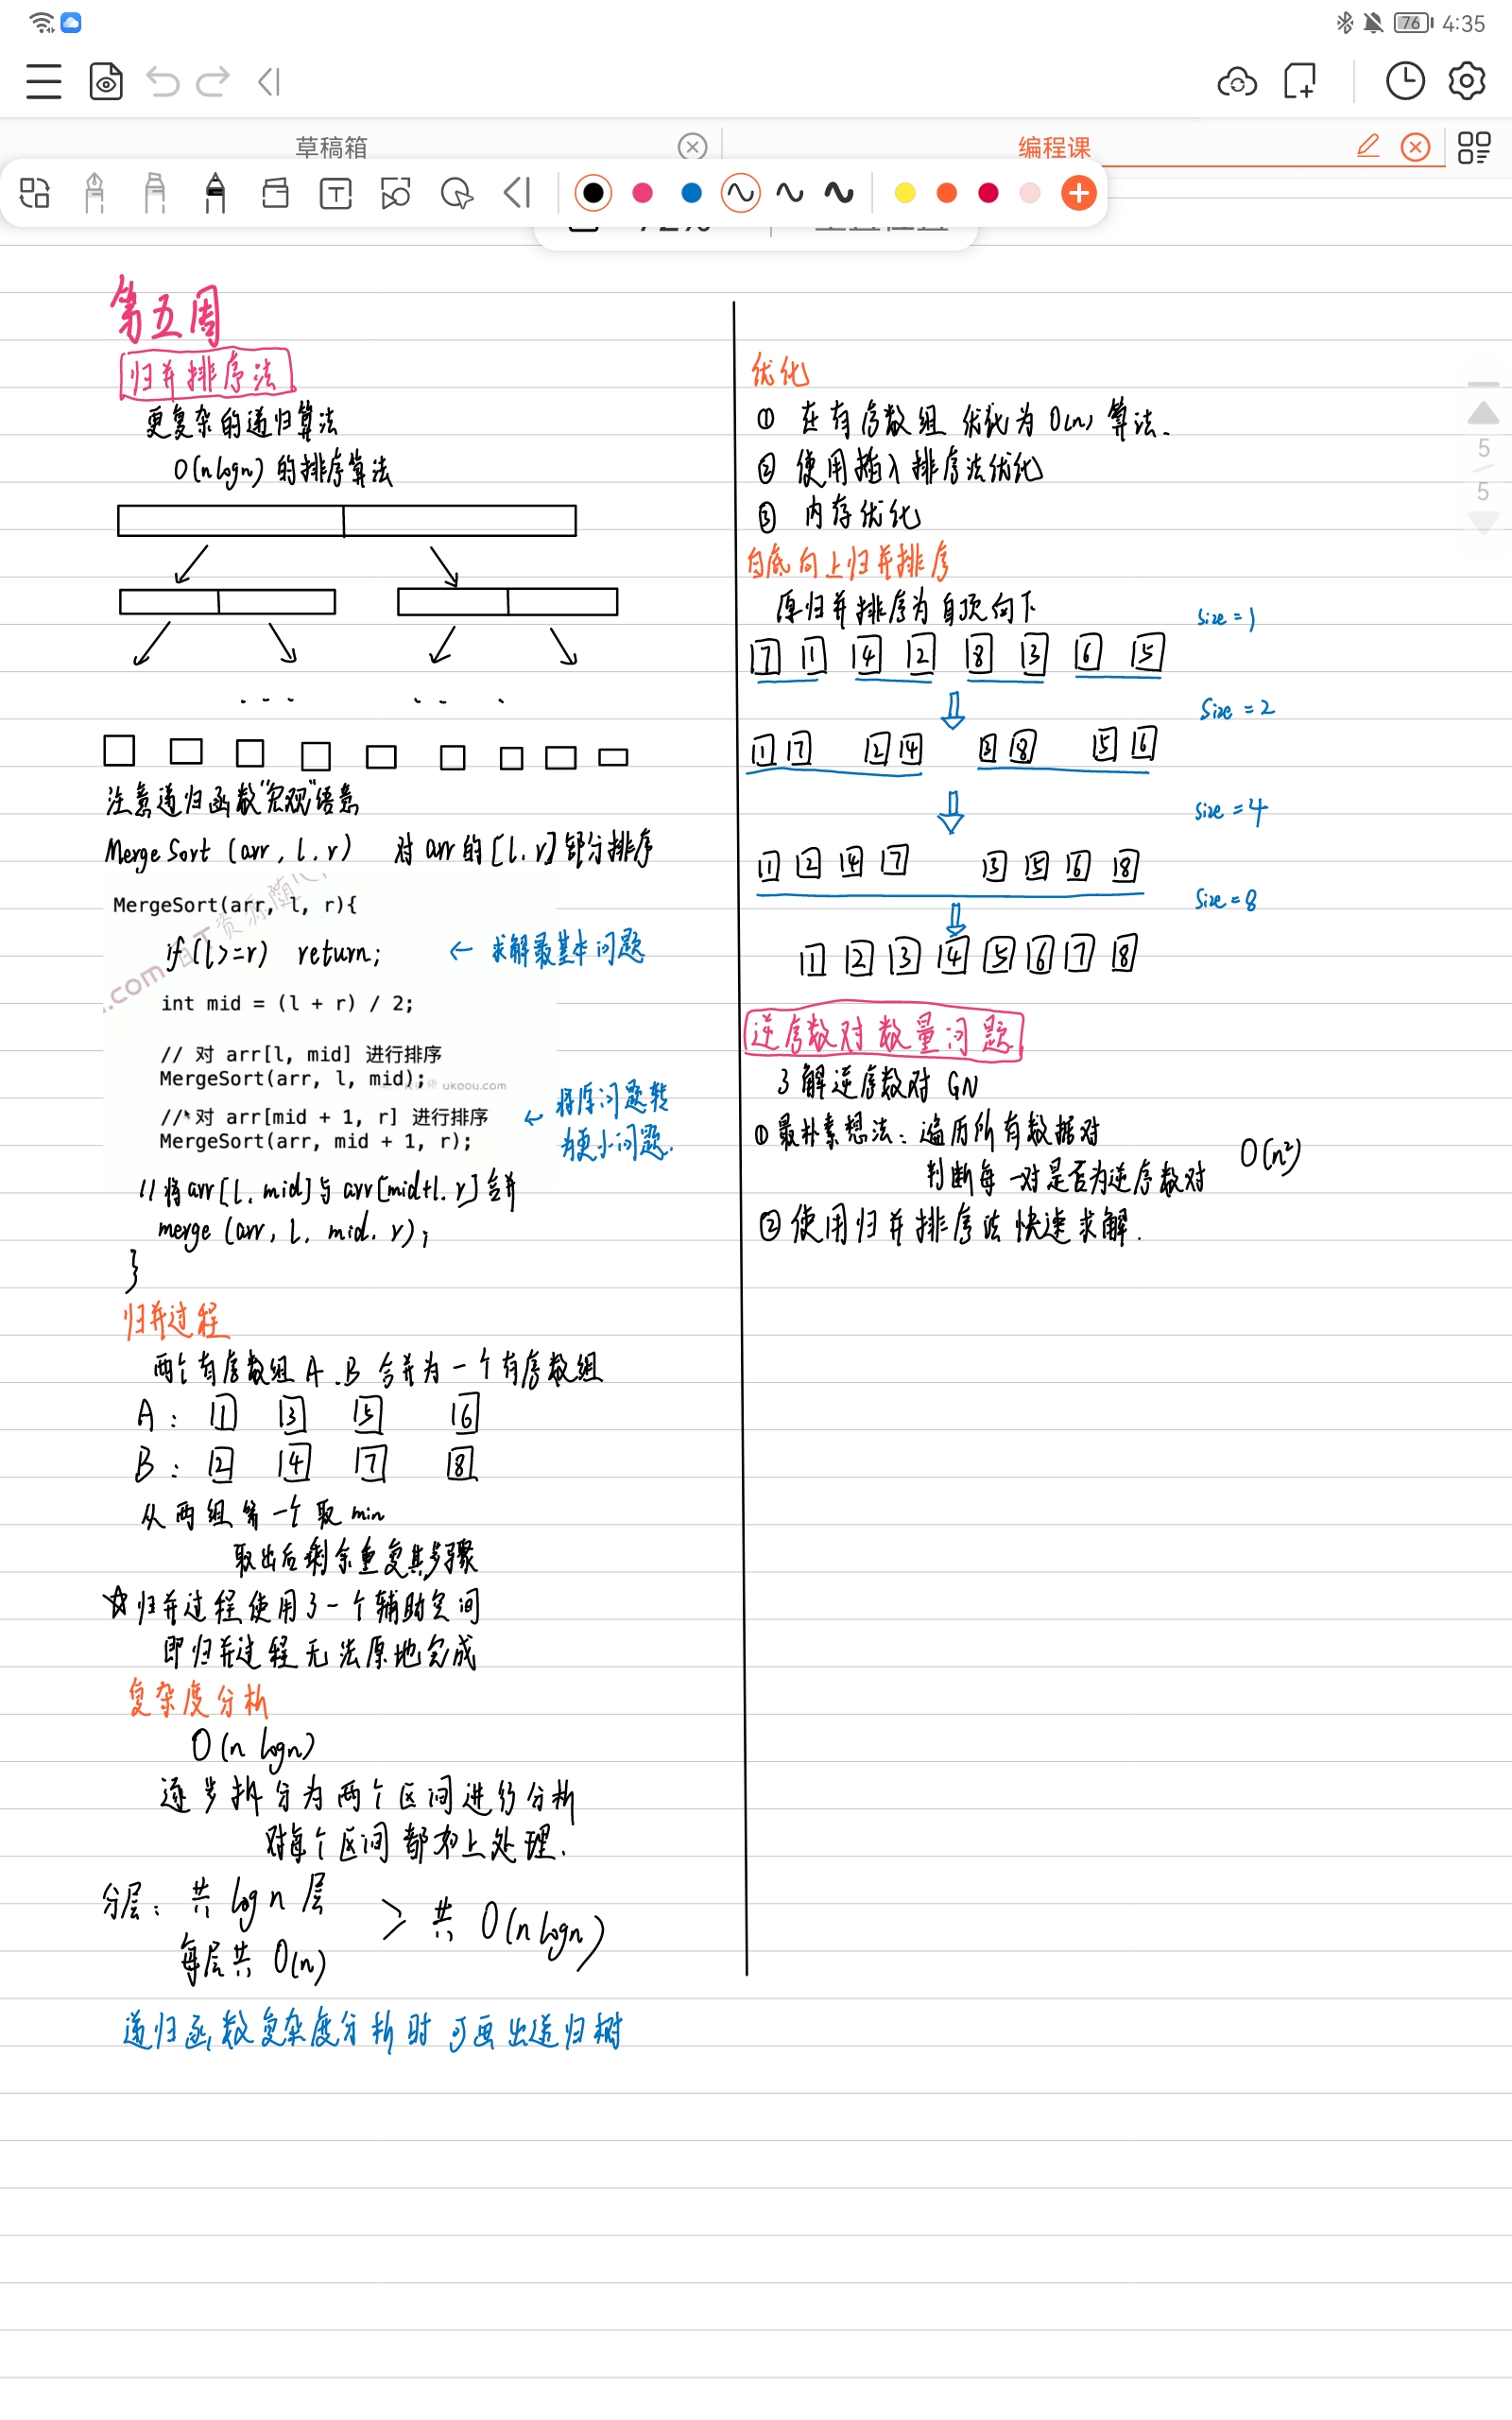 76 4:35
草稿箱
编程课
第五周
归并排序法
更复杂的递归算法
O(nlogn) 的排序算法
注意递归函数"宏观"语意
Merge Sort (arr, l, r) 对 arr 的 [l, r] 部分排序
MergeSort(arr, l, r){
if (l>=r) return; ← 求解最基本问题
int mid = (l + r) / 2;
// 对 arr[l, mid] 进行排序
MergeSort(arr, l, mid);
ukoou.com
// 对 arr[mid + 1, r] 进行排序
MergeSort(arr, mid + 1, r);
← 将原问题转
为更小问题.
// 将 arr[l, mid] 与 arr[mid+1, r] 合并
merge (arr, l, mid, r);
}
归并过程
两个有序数组 A、B 合并为一个有序数组
A: 1 3 5 6
B: 2 4 7 8
从两组第一个取 min
取出后剩余重复其步骤
☆归并过程使用了一个辅助空间
即归并过程无法原地完成
复杂度分析
O(n logn)
逐步拆分为两个区间进行分析
对每个区间都如上处理.
分层: 共 logn 层
每层共 O(n)
> 共 O(n logn)
递归函数复杂度分析时可画出递归树
优化
① 在有序数组优化为 O(n) 算法.
② 使用插入排序法优化
③ 内存优化
自底向上归并排序
原归并排序为自顶向下
Size = 1
7 1 4 2 8 3 6 5
Size = 2
1 7 2 4 3 8 5 6
Size = 4
1 2 4 7 3 5 6 8
Size = 8
1 2 3 4 5 6 7 8
逆序数对数量问题
了解逆序数对 GN
① 最朴素想法: 遍历所有数据对
判断每一对是否为逆序数对 O(n²)
② 使用归并排序法快速求解.
5
5